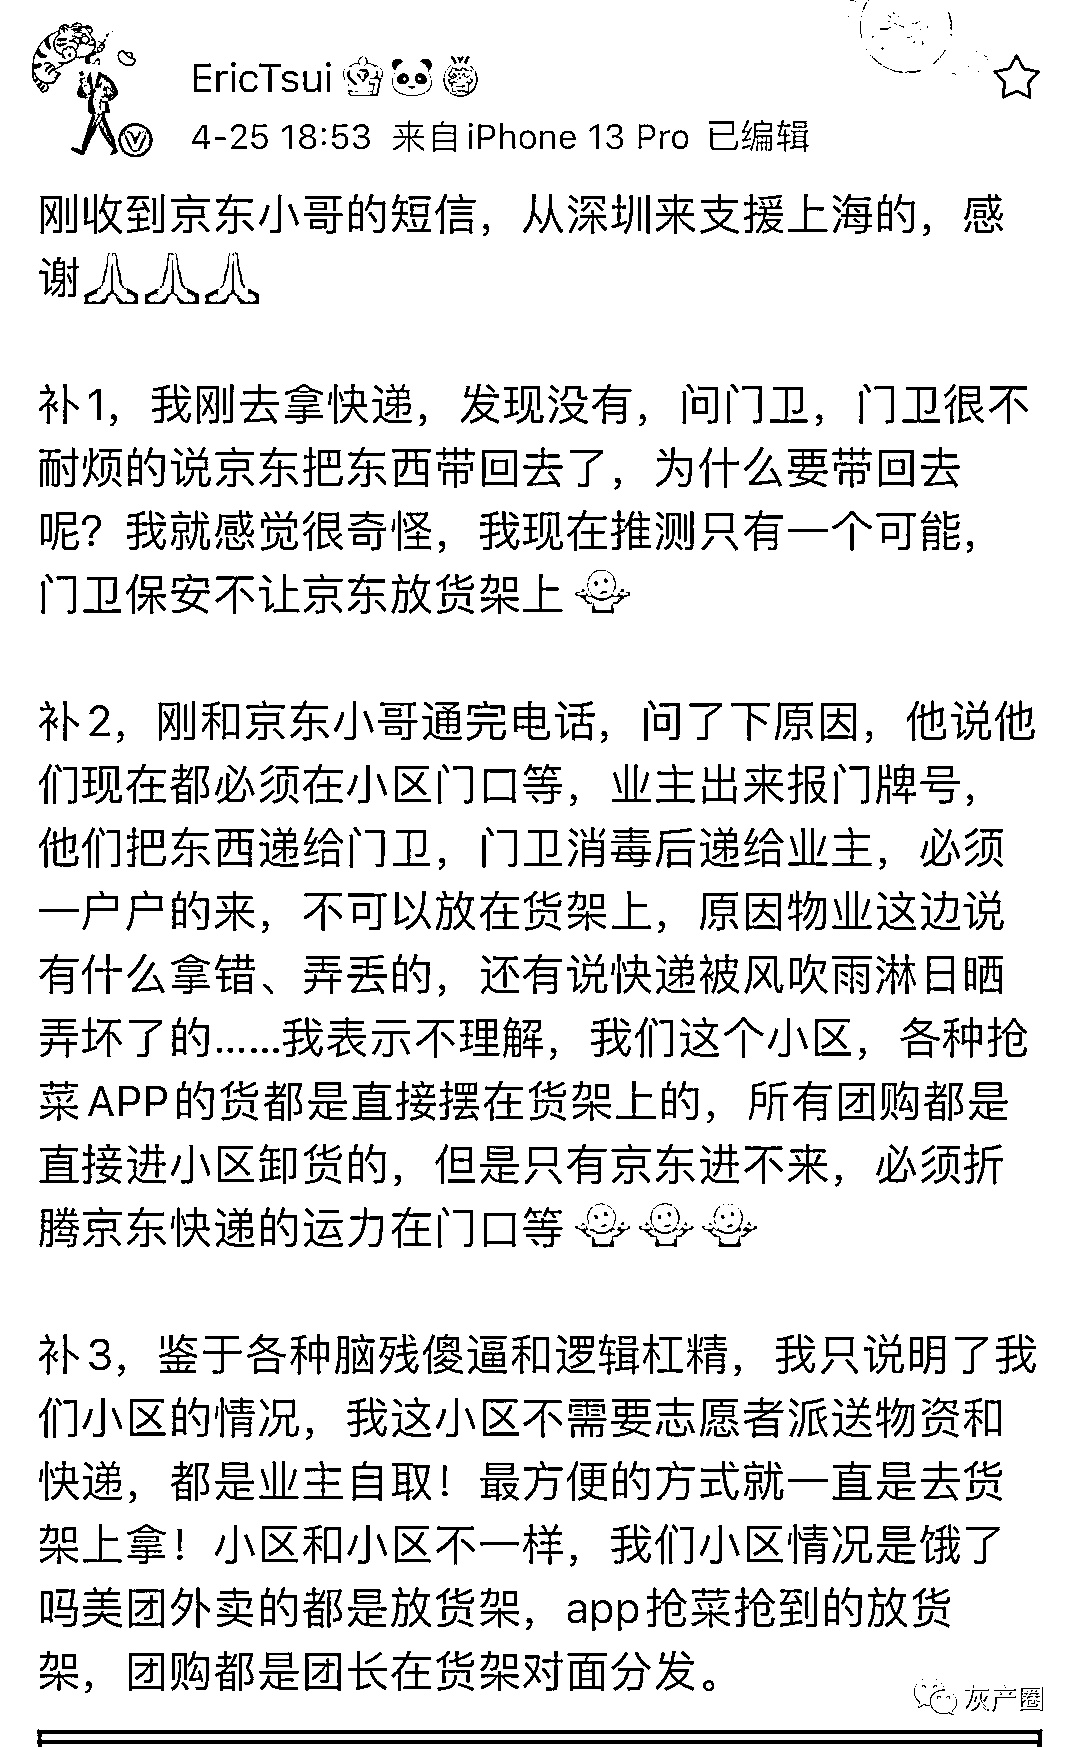 EricTsui
4-25 18:53 来自iPhone 13 Pro 已编辑
刚收到京东小哥的短信，从深圳来支援上海的，感
谢🙏🙏🙏
补1，我刚去拿快递，发现没有，问门卫，门卫很不
耐烦的说京东把东西带回去了，为什么要带回去
呢？我就感觉很奇怪，我现在推测只有一个可能，
门卫保安不让京东放货架上
补2，刚和京东小哥通完电话，问了下原因，他说他
们现在都必须在小区门口等，业主出来报门牌号，
他们把东西递给门卫，门卫消毒后递给业主，必须
一户户的来，不可以放在货架上，原因物业这边说
有什么拿错、弄丢的，还有说快递被风吹雨淋日晒
弄坏了的……我表示不理解，我们这个小区，各种抢
菜APP的货都是直接摆在货架上的，所有团购都是
直接进小区卸货的，但是只有京东进不来，必须折
腾京东快递的运力在门口等
补3，鉴于各种脑残傻逼和逻辑杠精，我只说明了我
们小区的情况，我这小区不需要志愿者派送物资和
快递，都是业主自取！最方便的方式就一直是去货
架上拿！小区和小区不一样，我们小区情况是饿了
吗美团外卖的都是放货架，app抢菜抢到的放货
架，团购都是团长在货架对面分发。
灰产圈